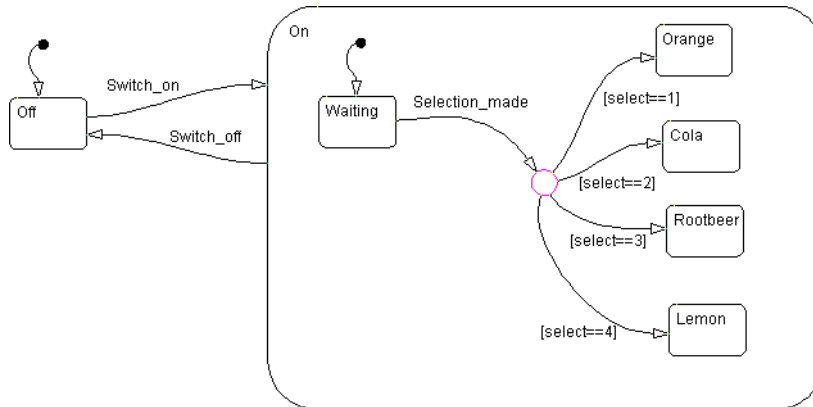 On
Orange
Switch_on
Off
Waiting
Selection_made
[select==1]
Switch_off
Cola
[select==2]
Rootbeer
[select==3]
Lemon
[select==4]